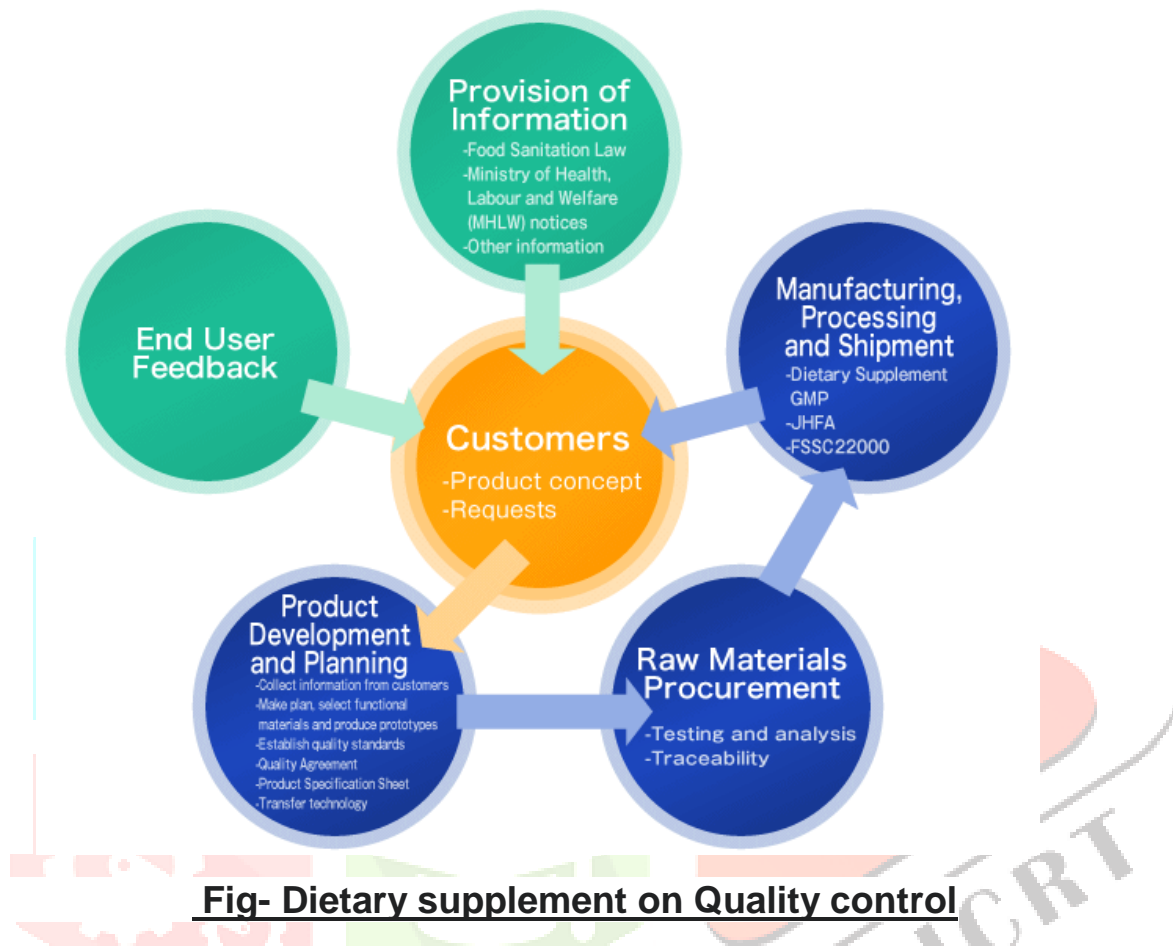 Provision of
Information
-Food Sanitation Law
-Ministry of Health,
Labour and Welfare
(MHLW) notices
-Other information
End User
Feedback
Manufacturing,
Processing
and Shipment
-Dietary Supplement
GMP
-JHFA
-FSSC22000
Customers
-Product concept
-Requests
Product
Development
and Planning
-Collect information from customers
-Make plan, select functional
materials and produce prototypes
-Establish quality standards
-Quality Agreement
-Product Specification Sheet
-Transfer technology
Raw Materials
Procurement
-Testing and analysis
-Traceability
Fig- Dietary supplement on Quality control